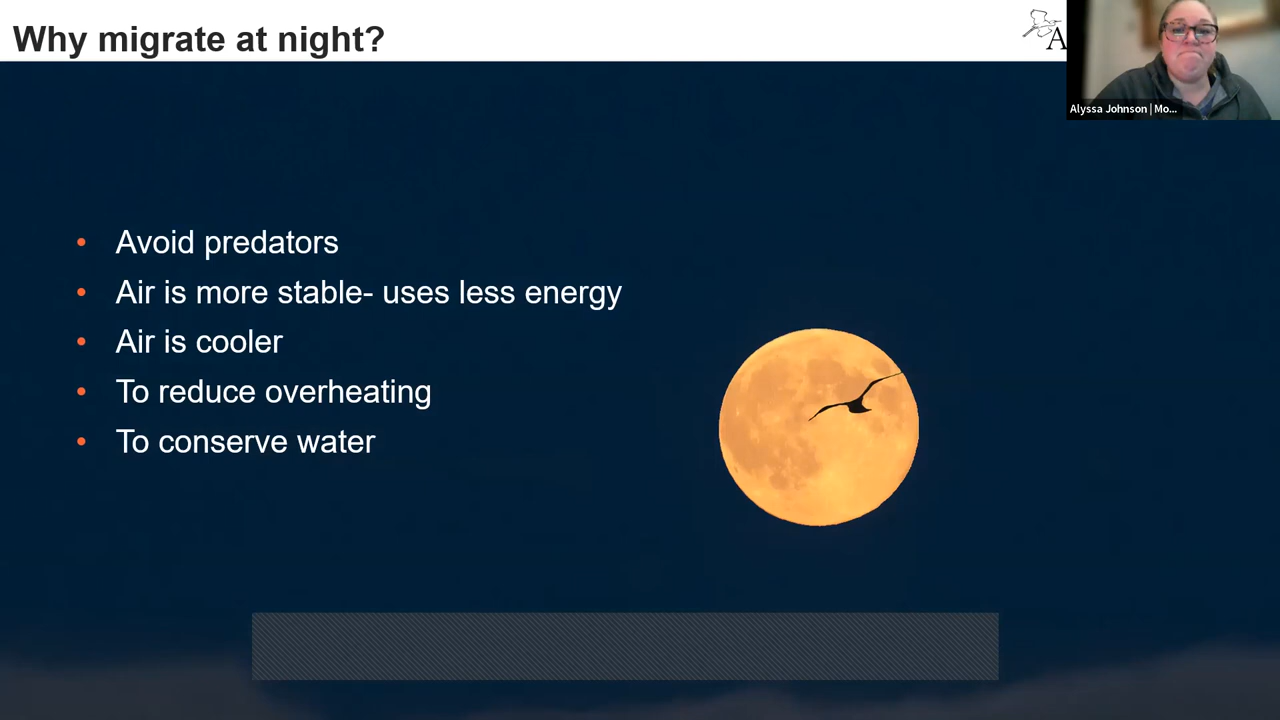 Why migrate at night?
A
Alyssa Johnson | Mo...
• Avoid predators
• Air is more stable- uses less energy
• Air is cooler
• To reduce overheating
• To conserve water